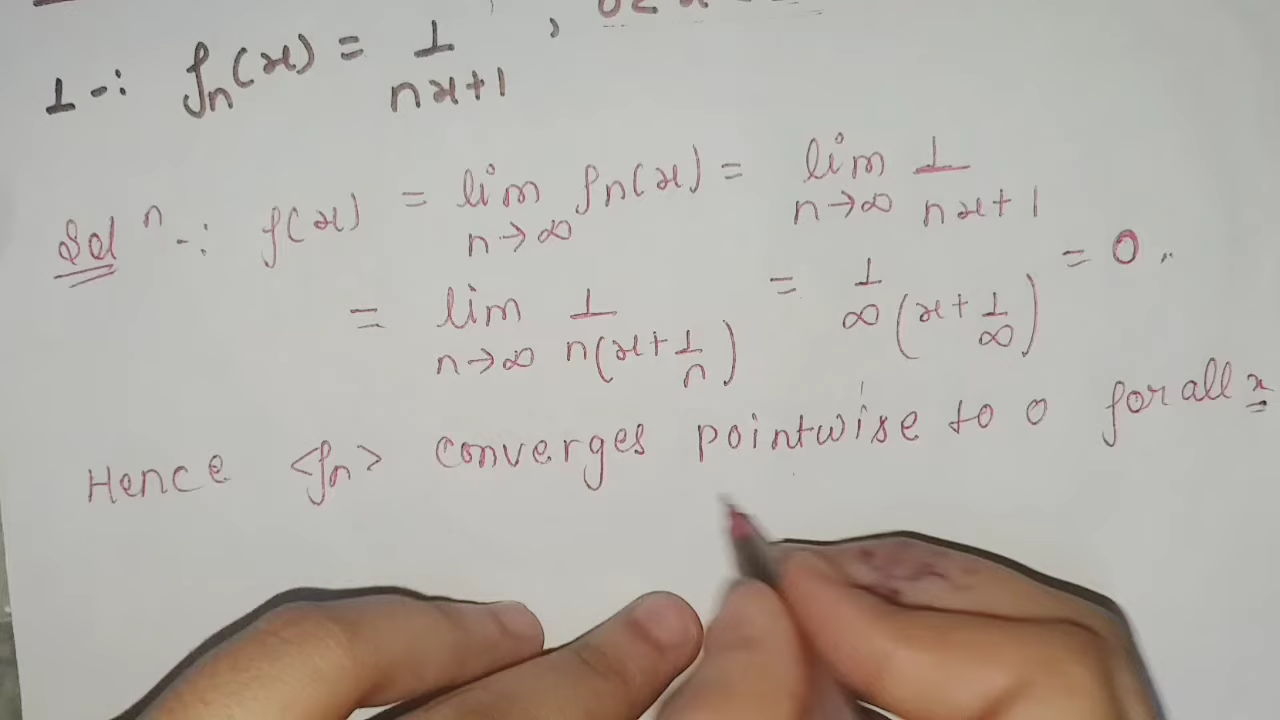 1-: fn(x) = 1/(nx+1) , 0<x
Solⁿ -: f(x) = lim n→∞ fn(x) = lim n→∞ 1/(nx+1)
= lim n→∞ 1/(n(x+1/n)) = 1/(∞(x+1/∞)) = 0.
Hence <fn> converges pointwise to 0 for all x